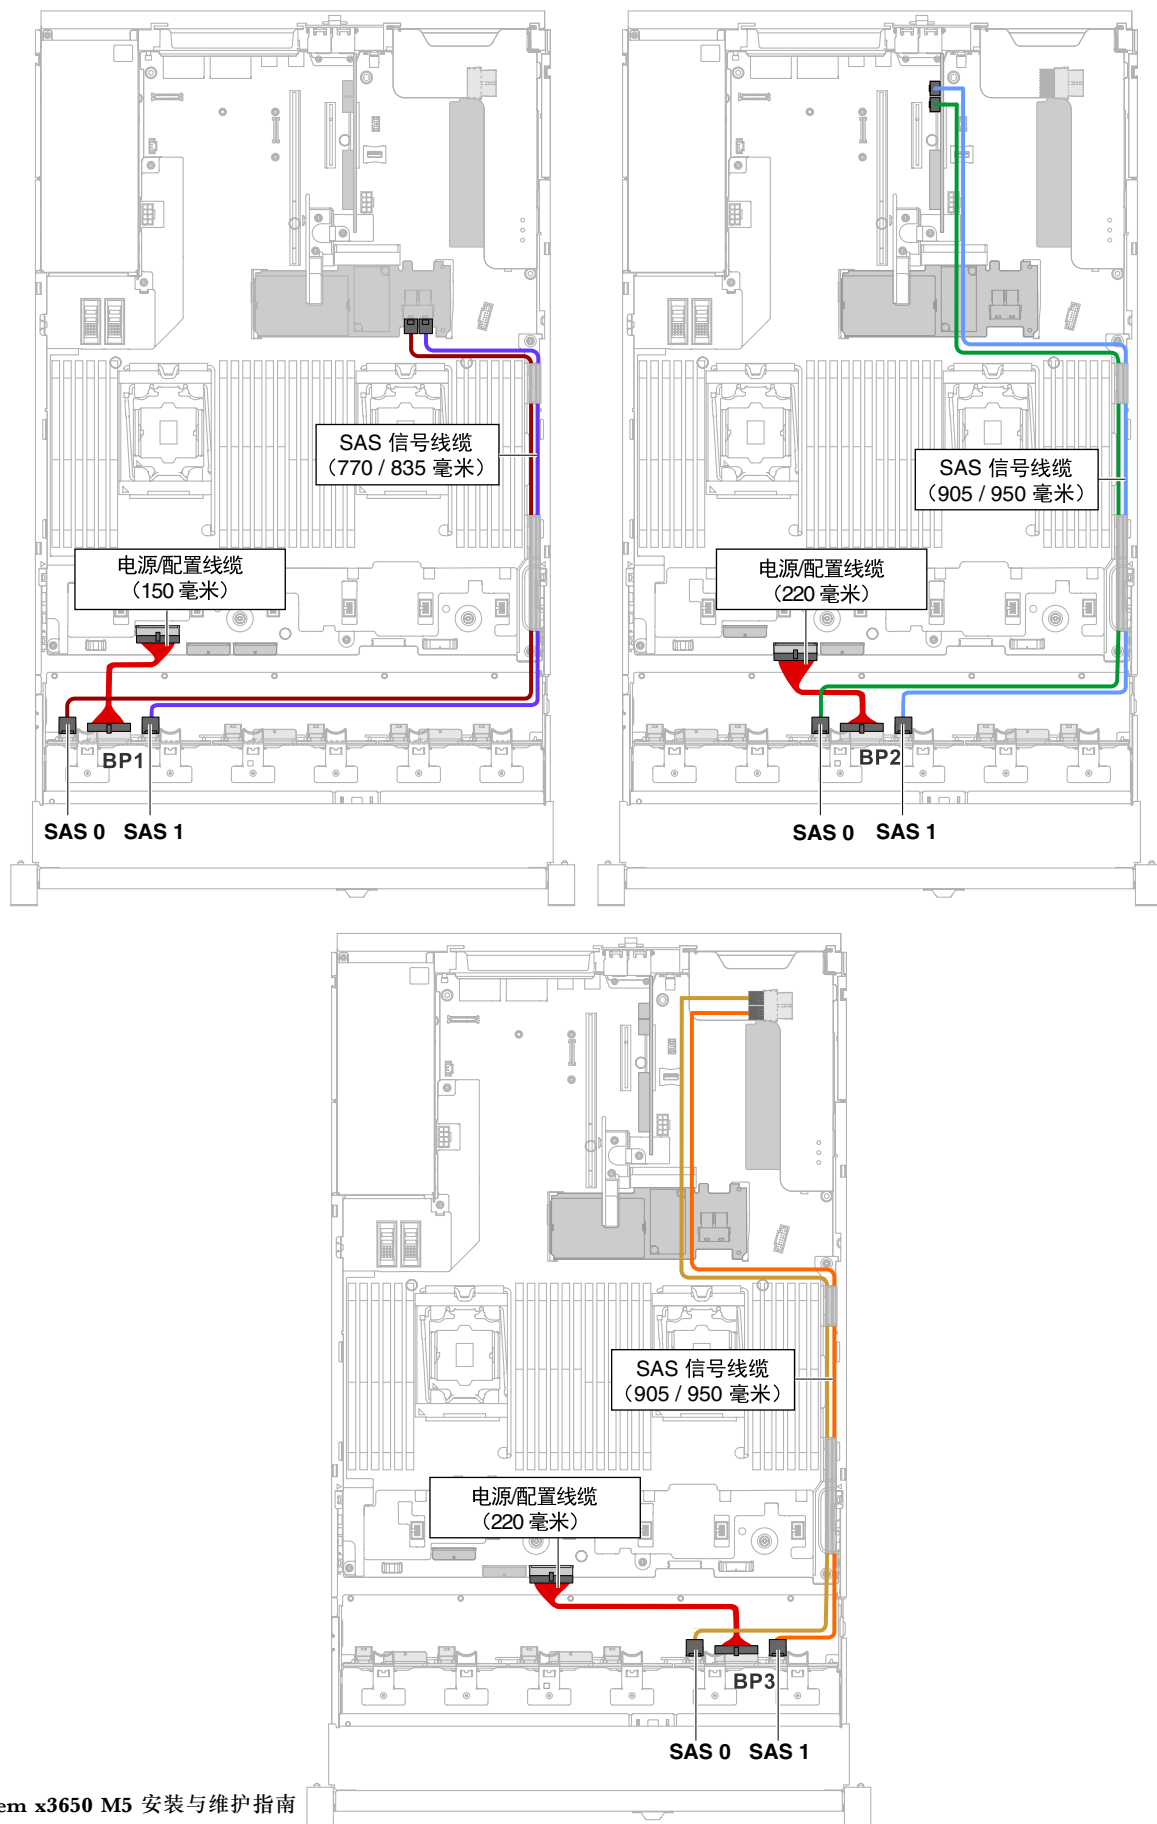 SAS 信号线缆
（770 / 835 毫米）
电源/配置线缆
（150 毫米）
BP1
SAS 0 SAS 1
SAS 信号线缆
（905 / 950 毫米）
电源/配置线缆
（220 毫米）
BP2
SAS 0 SAS 1
SAS 信号线缆
（905 / 950 毫米）
电源/配置线缆
（220 毫米）
BP3
SAS 0 SAS 1
em x3650 M5 安装与维护指南